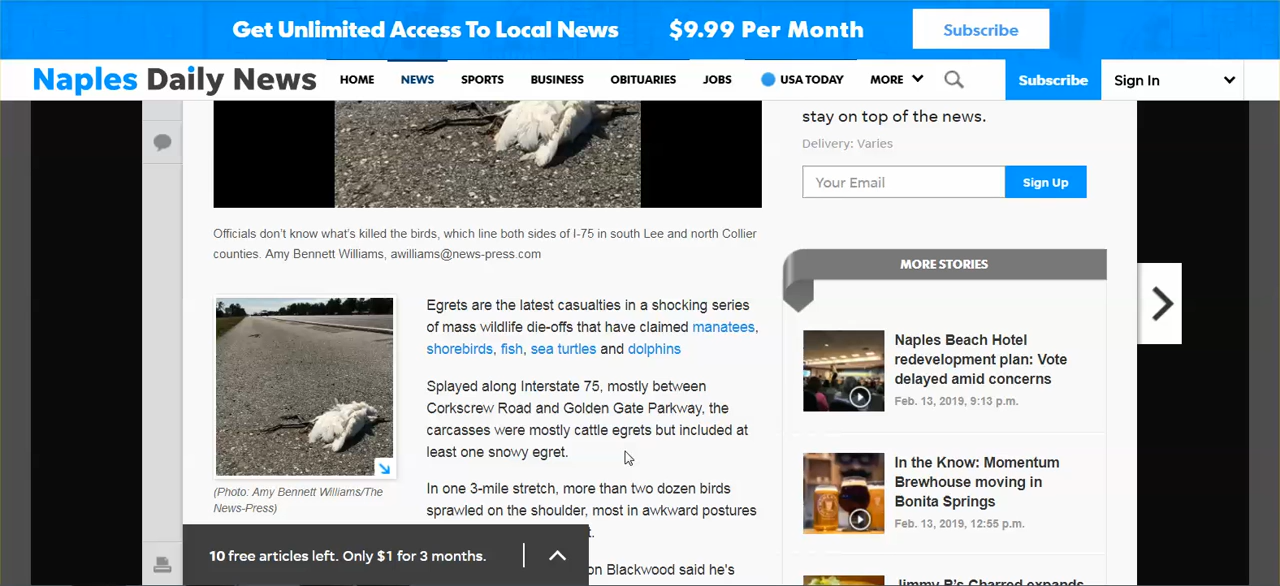 Get Unlimited Access To Local News $9.99 Per Month Subscribe
Naples Daily News HOME NEWS SPORTS BUSINESS OBITUARIES JOBS USA TODAY MORE Subscribe Sign In
stay on top of the news.
Delivery: Varies
Your Email Sign Up
Officials don't know what's killed the birds, which line both sides of I-75 in south Lee and north Collier
counties. Amy Bennett Williams, awilliams@news-press.com
Egrets are the latest casualties in a shocking series
of mass wildlife die-offs that have claimed manatees,
shorebirds, fish, sea turtles and dolphins
Splayed along Interstate 75, mostly between
Corkscrew Road and Golden Gate Parkway, the
carcasses were mostly cattle egrets but included at
least one snowy egret.
(Photo: Amy Bennett Williams/The
News-Press)
In one 3-mile stretch, more than two dozen birds
sprawled on the shoulder, most in awkward postures
on Blackwood said he's
10 free articles left. Only $1 for 3 months.
MORE STORIES
Naples Beach Hotel
redevelopment plan: Vote
delayed amid concerns
Feb. 13, 2019, 9:13 p.m.
In the Know: Momentum
Brewhouse moving in
Bonita Springs
Feb. 13, 2019, 12:55 p.m.
Jimmy P's Charred expands